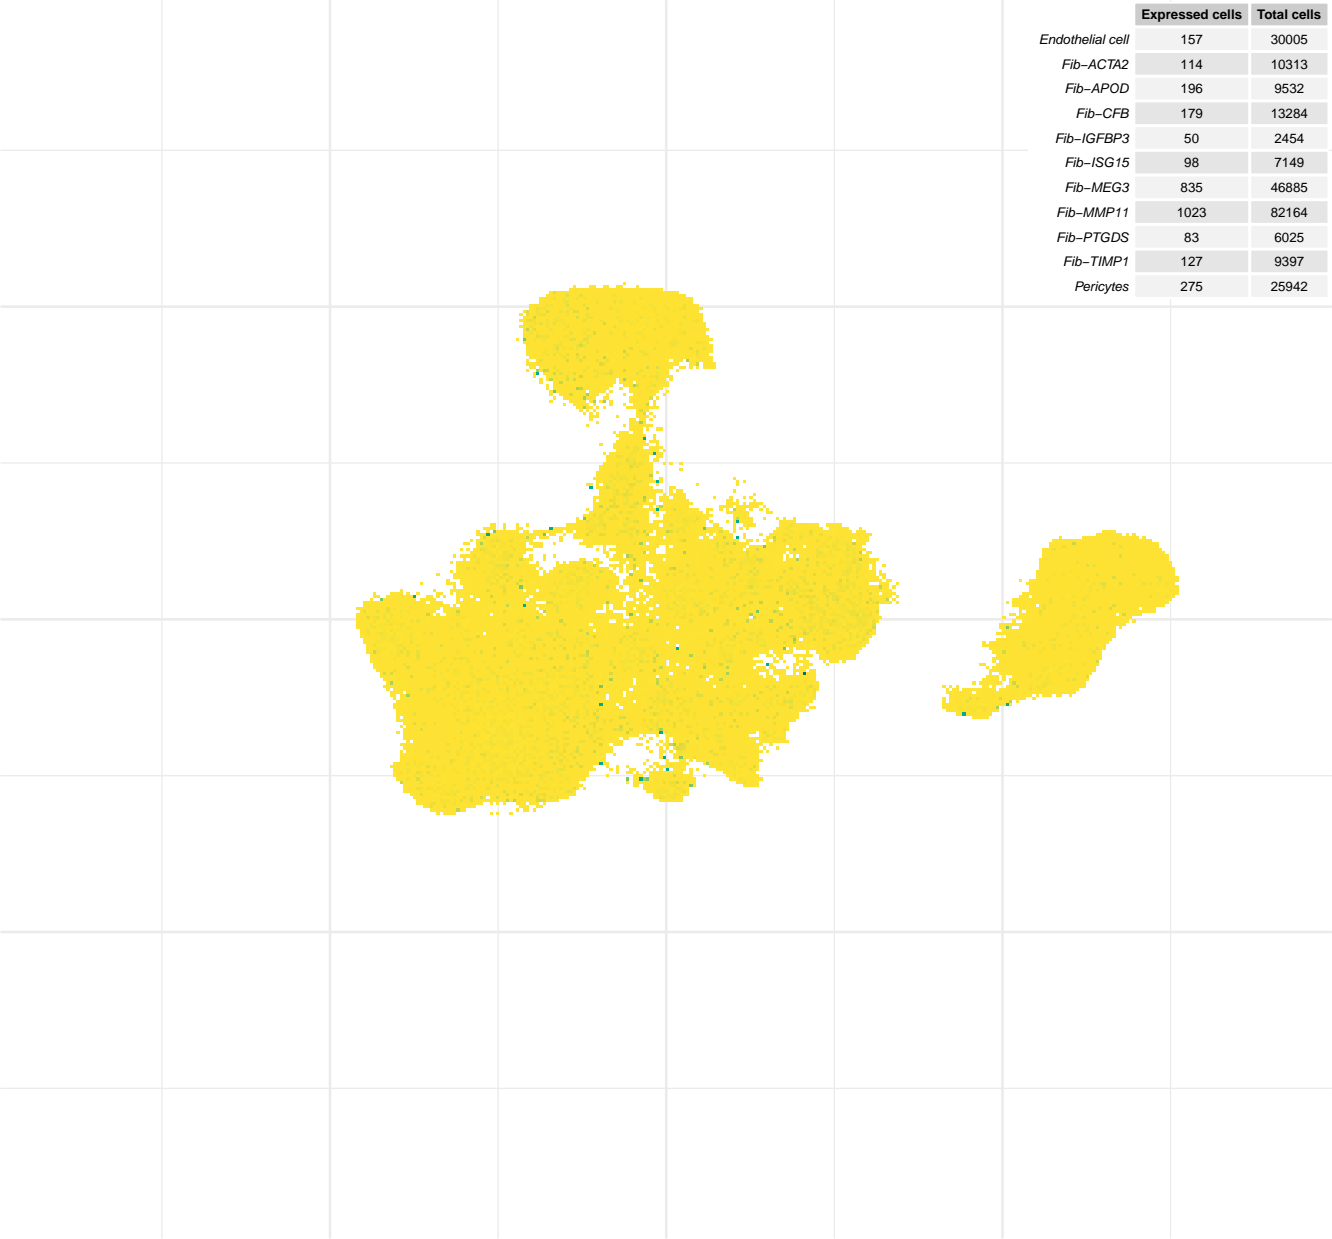 Expressed cells Total cells
Endothelial cell 157 30005
Fib−ACTA2 114 10313
Fib−APOD 196 9532
Fib−CFB 179 13284
Fib−IGFBP3 50 2454
Fib−ISG15 98 7149
Fib−MEG3 835 46885
Fib−MMP11 1023 82164
Fib−PTGDS 83 6025
Fib−TIMP1 127 9397
Pericytes 275 25942